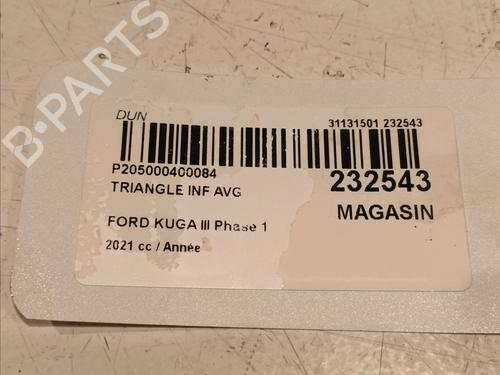 B-PARTS
DUN
31131501 232543
P205000400084
TRIANGLE INF AVG
232543
MAGASIN
FORD KUGA III Phase 1
2021 cc / Année